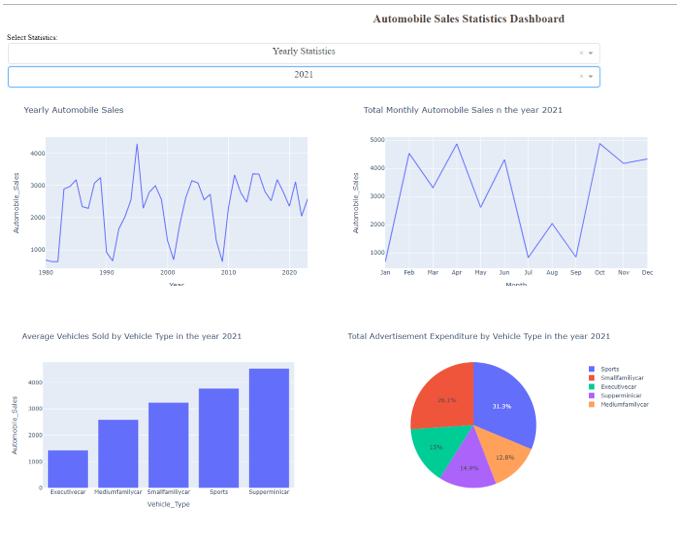 Automobile Sales Statistics Dashboard
Select Statistics:
Yearly Statistics
× 
2021
× 
Yearly Automobile Sales
Automobile_Sales
4000
3000
2000
1000
1980
1990
2000
2010
2020
Year
Total Monthly Automobile Sales n the year 2021
Automobile_Sales
5000
4000
3000
2000
1000
Jan Feb Mar Apr May Jun Jul Aug Sep Oct Nov Dec
Month
Average Vehicles Sold by Vehicle Type in the year 2021
Automobile_Sales
4000
3000
2000
1000
0
Executivecar Mediumfamilycar Smallfamiliycar Sports Supperminicar
Vehicle_Type
Total Advertisement Expenditure by Vehicle Type in the year 2021
26.1%
31.3%
15%
14.9%
12.8%
Sports
Smallfamiliycar
Executivecar
Supperminicar
Mediumfamilycar